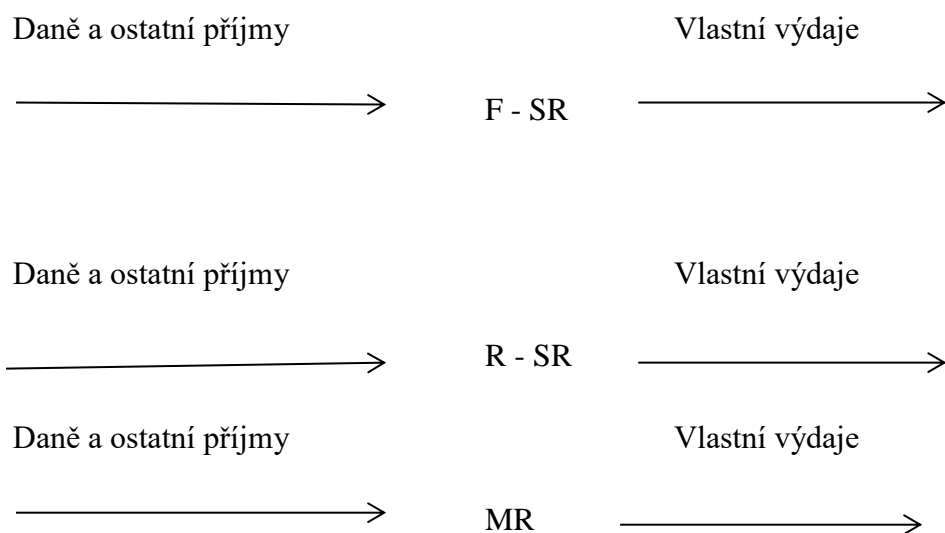 Daně a ostatní příjmy Vlastní výdaje
F - SR
Daně a ostatní příjmy Vlastní výdaje
R - SR
Daně a ostatní příjmy Vlastní výdaje
MR